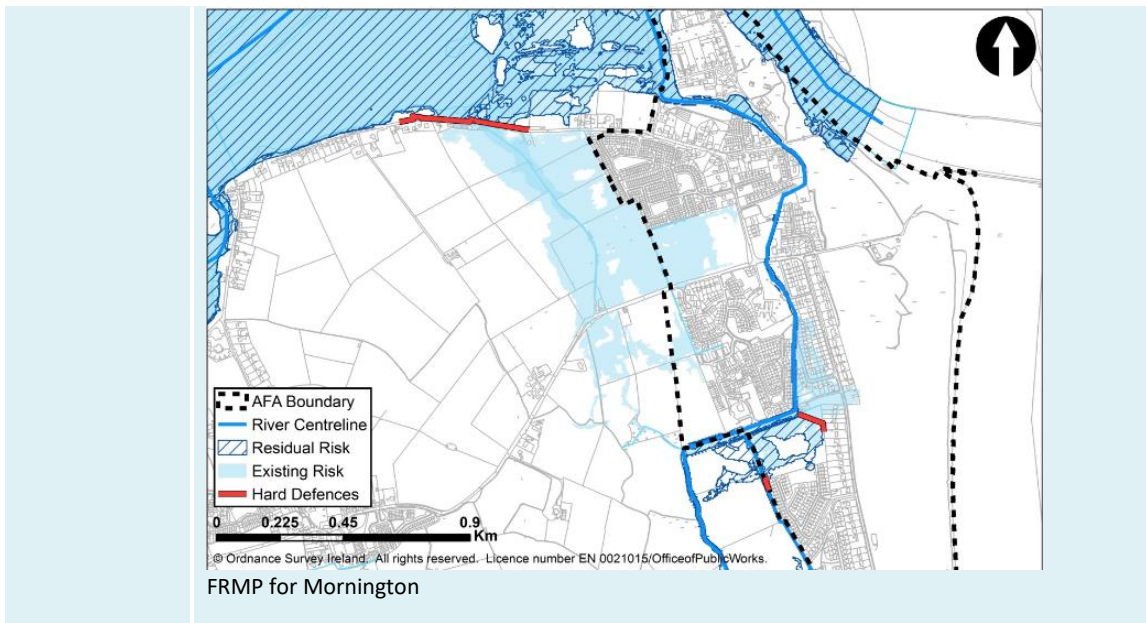 AFA Boundary
River Centreline
Residual Risk
Existing Risk
Hard Defences
0 0.225 0.45 0.9
Km
© Ordnance Survey Ireland. All rights reserved. Licence number EN 0021015/OfficeofPublicWorks.
FRMP for Mornington